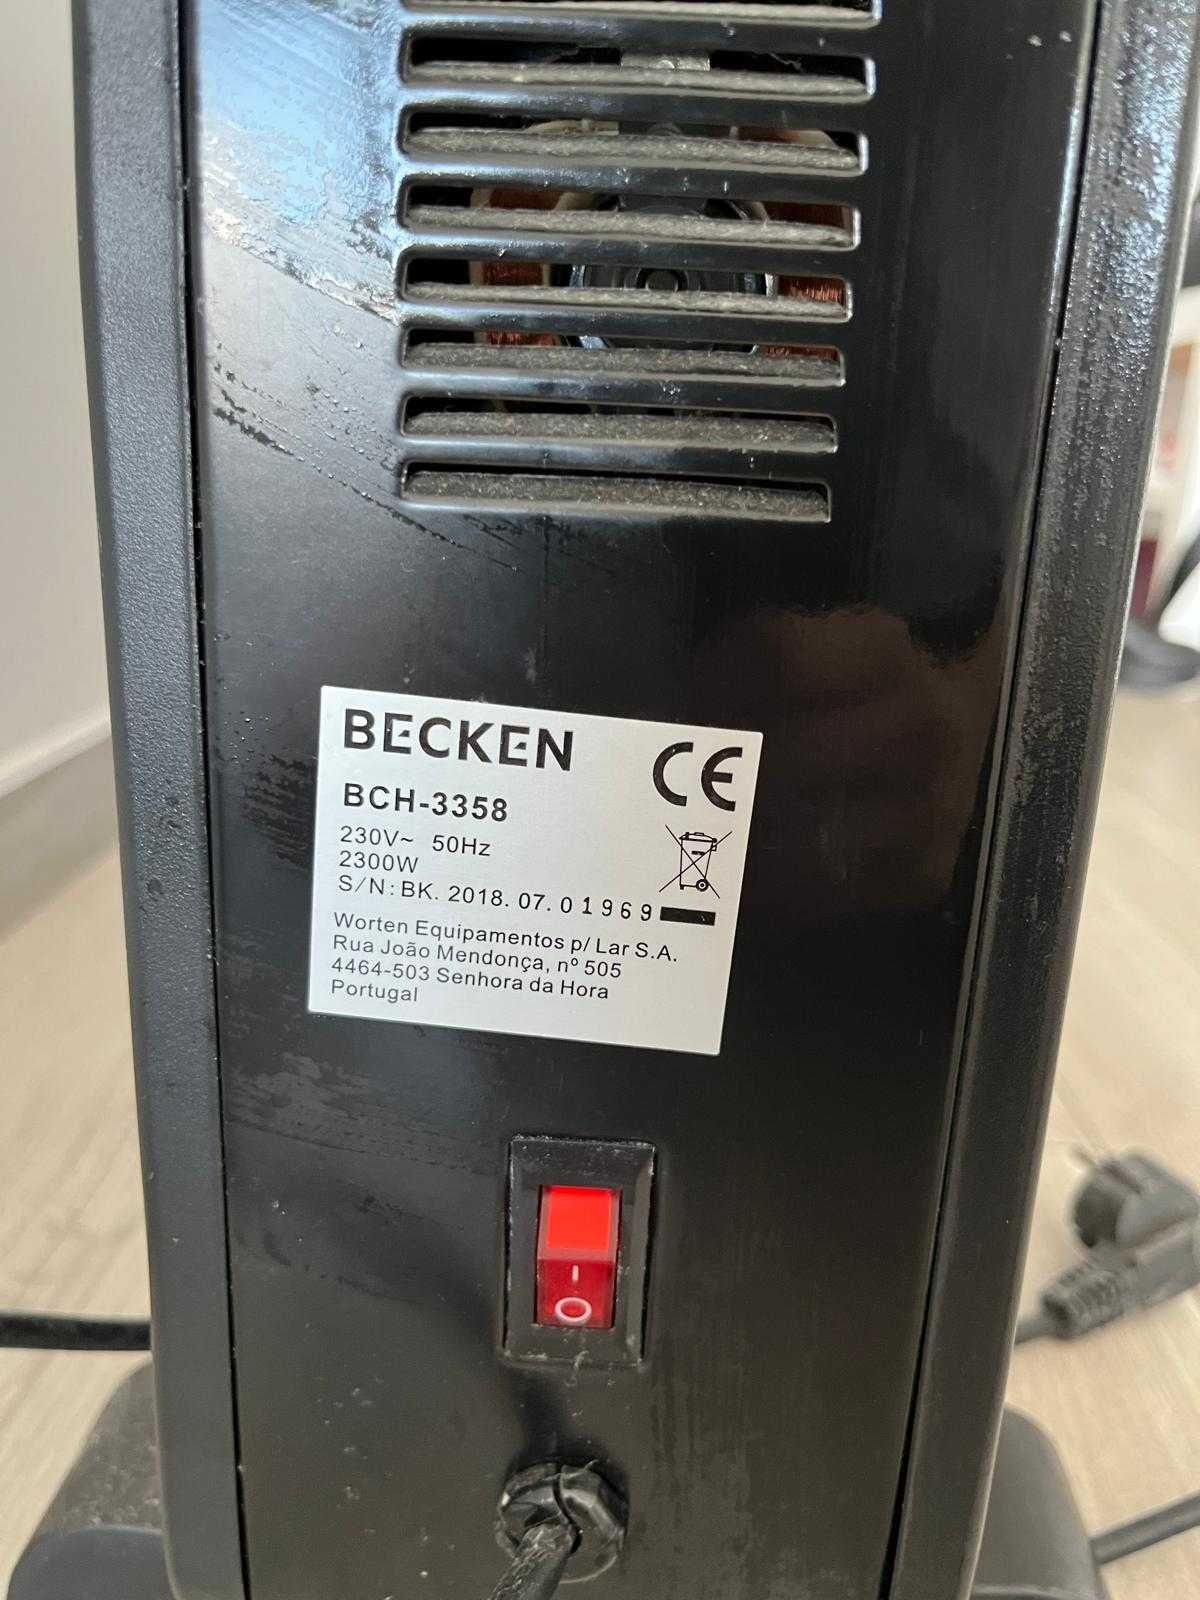 BECKEN
CE
BCH-3358
230V~ 50Hz
2300W
S/N:BK. 2018. 07. 01969
Worten Equipamentos p/ Lar S.A.
Rua João Mendonça, nº 505
4464-503 Senhora da Hora
Portugal